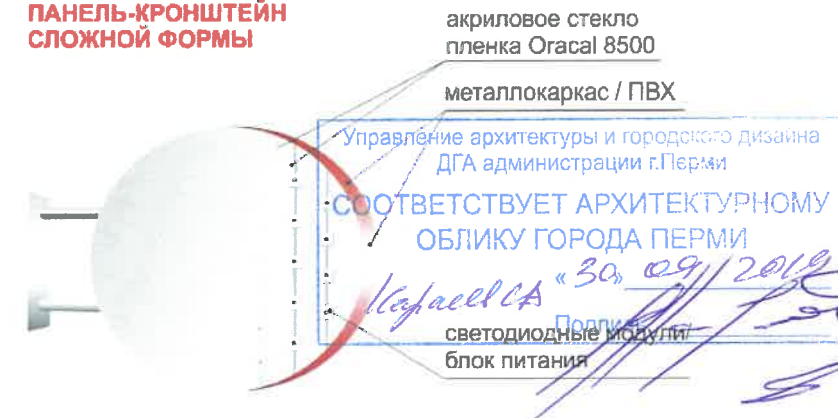 ПАНЕЛЬ-КРОНШТЕЙН
СЛОЖНОЙ ФОРМЫ
акриловое стекло
пленка Oracal 8500
металлокаркас / ПВХ
Управление архитектуры и городского дизайна
ДГА администрации г.Перми
СООТВЕТСТВУЕТ АРХИТЕКТУРНОМУ
ОБЛИКУ ГОРОДА ПЕРМИ
«30» 09 2019
Подпись
светодиодные модули/
блок питания